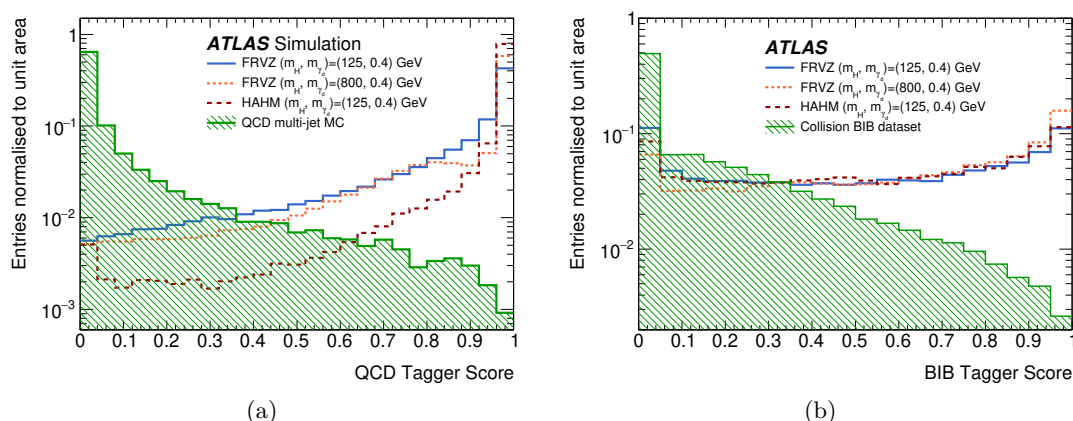 ATLAS Simulation
FRVZ (m_H, m_γd)=(125, 0.4) GeV
FRVZ (m_H, m_γd)=(800, 0.4) GeV
HAHM (m_H, m_γd)=(125, 0.4) GeV
QCD multi-jet MC
Entries normalised to unit area
1
10⁻¹
10⁻²
10⁻³
0 0.1 0.2 0.3 0.4 0.5 0.6 0.7 0.8 0.9 1
QCD Tagger Score
(a)
ATLAS
FRVZ (m_H, m_γd)=(125, 0.4) GeV
FRVZ (m_H, m_γd)=(800, 0.4) GeV
HAHM (m_H, m_γd)=(125, 0.4) GeV
Collision BIB dataset
Entries normalised to unit area
1
10⁻¹
10⁻²
0 0.1 0.2 0.3 0.4 0.5 0.6 0.7 0.8 0.9 1
BIB Tagger Score
(b)